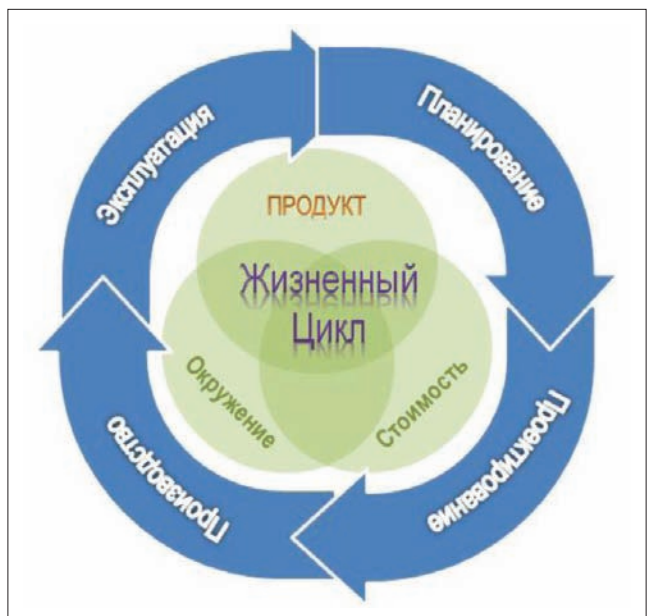 Эксплуатация
Планирование
ПРОДУКТ
Жизненный
Цикл
Окружение
Стоимость
Производство
Проектирование